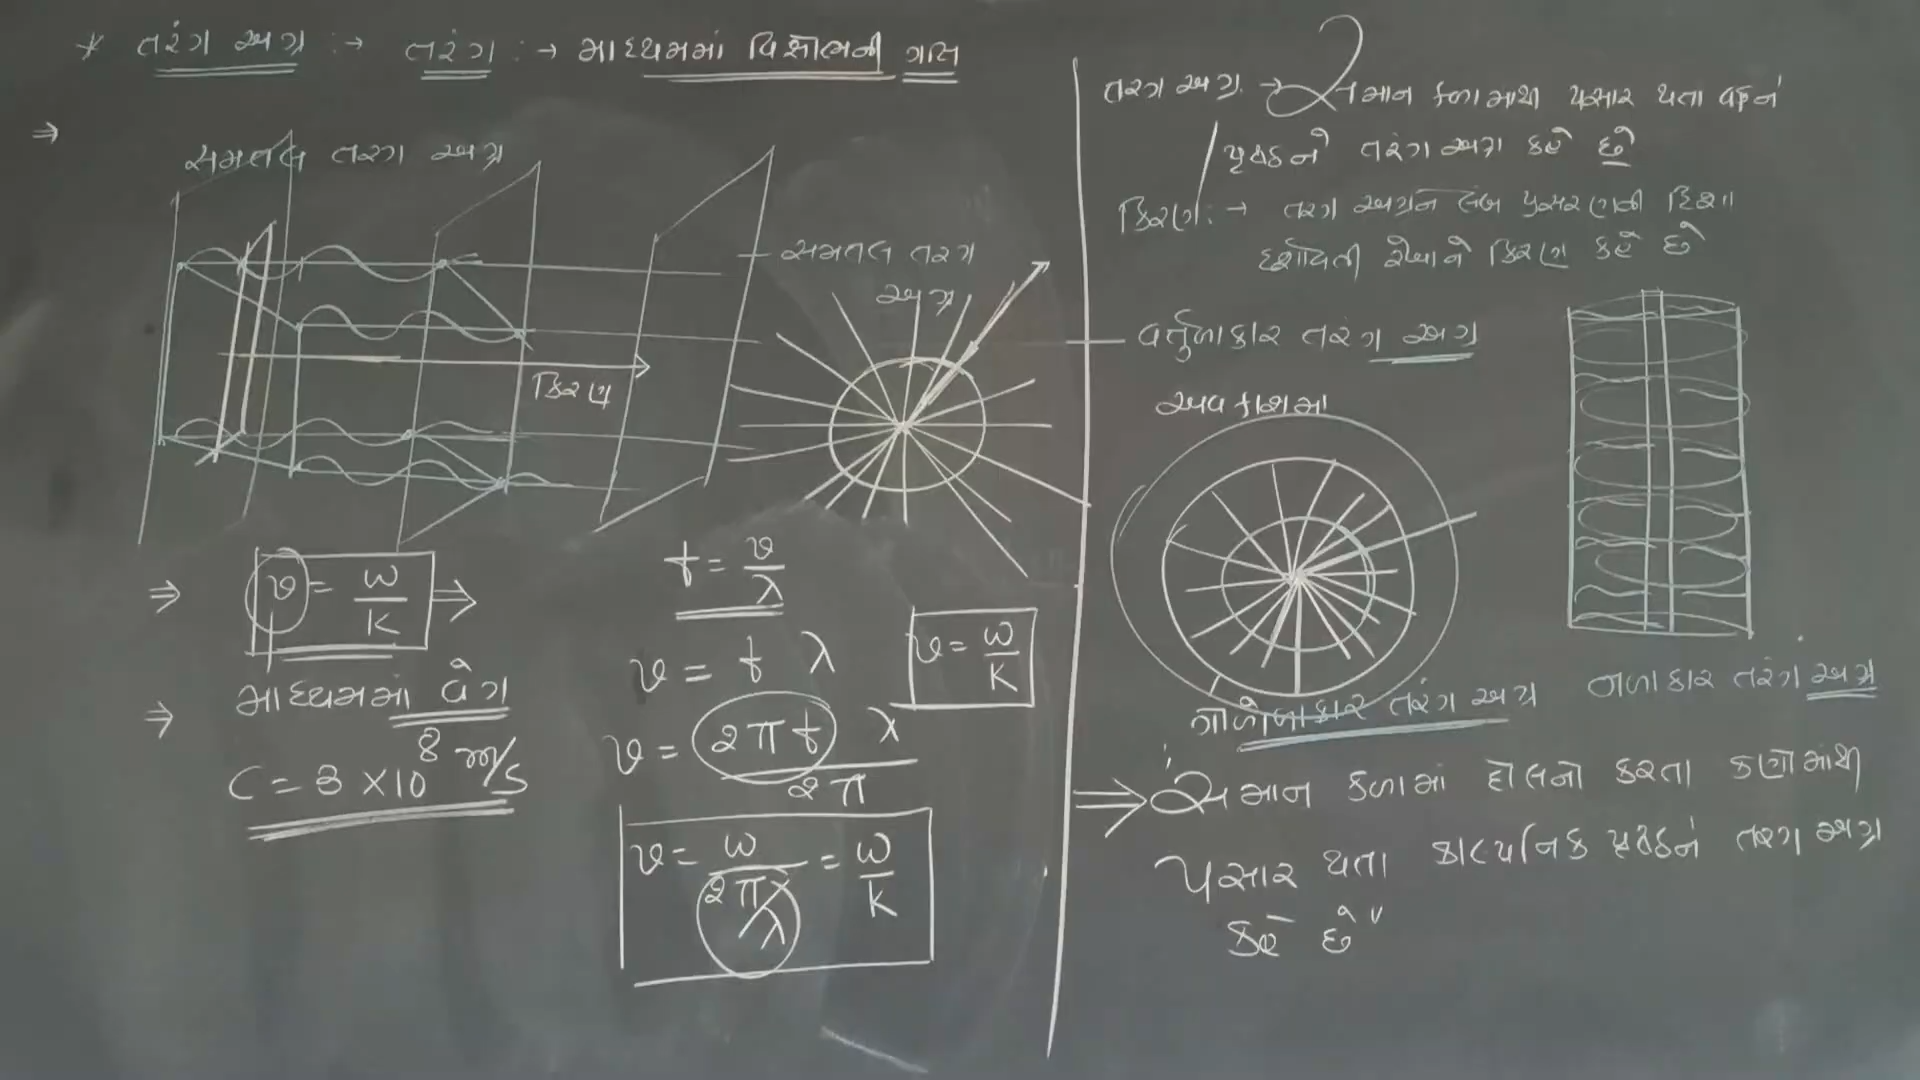 * તરંગ અગ્ર :→ તરંગ :→ માધ્યમમાં વિક્ષોભની ગતિ
⇒
સમતલ તરંગ અગ્ર
કિરણ
સમતલ તરંગ
અગ્ર
⇒ v = ω/k ⇒
⇒ માધ્યમમાં વેગ
C = 3 × 10⁸ m/s
f = v/λ
v = f λ
v = ω/k
v = 2πf λ / 2π
v = ω / 2π/λ = ω/k
તરંગ અગ્ર → સમાન કળામાંથી પસાર થતા વક્રને
પૃષ્ઠને તરંગ અગ્ર કહે છે
કિરણ :→ તરંગ અગ્રને લંબ પ્રસરણની દિશા
દર્શાવતી રેખાને કિરણ કહે છે
વર્તુળાકાર તરંગ અગ્ર
અવકાશમાં
ગોળાકાર તરંગ અગ્ર
નળાકાર તરંગ અગ્ર
⇒ "સમાન કળામાં દોલનો કરતા કણોમાંથી
પસાર થતા કાલ્પનિક પૃષ્ઠને તરંગ અગ્ર
કહે છે"